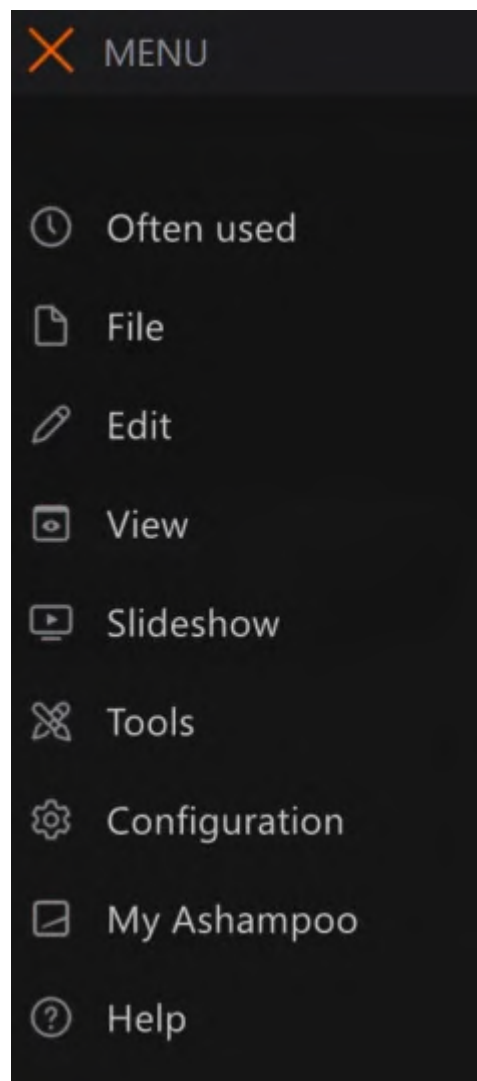 MENU
Often used
File
Edit
View
Slideshow
Tools
Configuration
My Ashampoo
Help